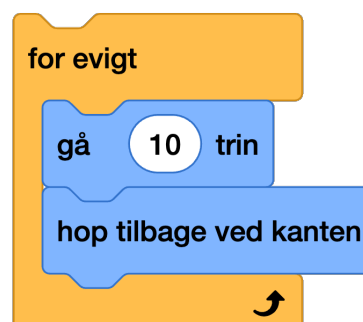 for evigt
gå 10 trin
hop tilbage ved kanten